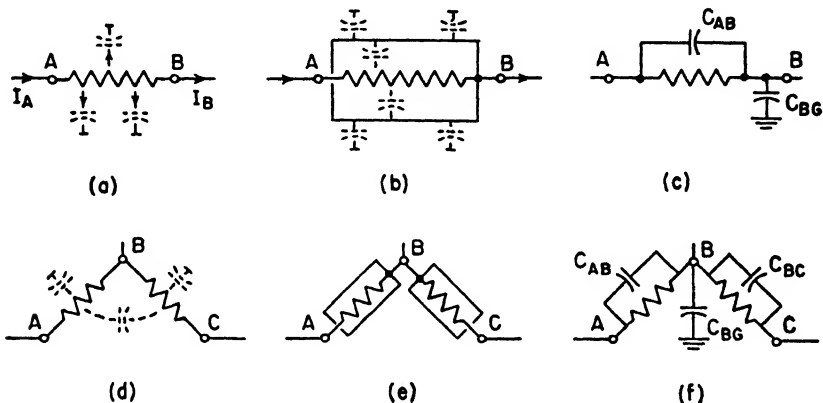 A B
I_A I_B
(a)
A B
(b)
C_AB
A B
C_BG
(c)
B
A C
(d)
B
A C
(e)
B
C_AB C_BC
A C_BG C
(f)